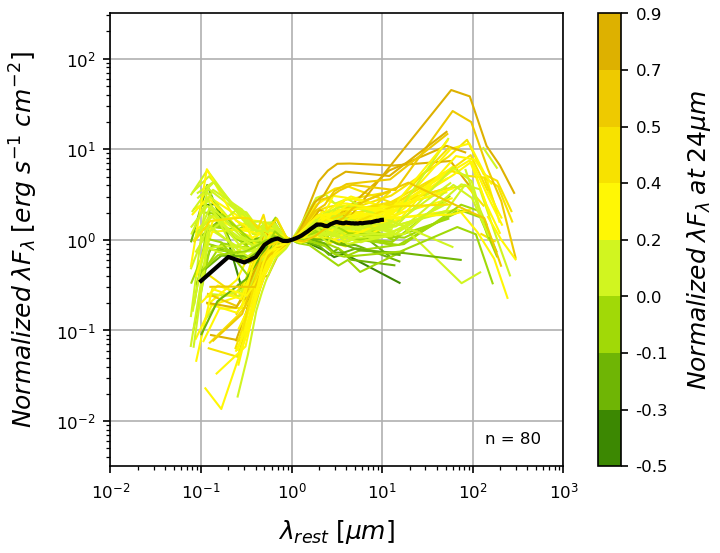 Normalized λF_λ [erg s⁻¹ cm⁻²]
10²
10¹
10⁰
10⁻¹
10⁻²
n = 80
10⁻² 10⁻¹ 10⁰ 10¹ 10² 10³
λ_rest [μm]
0.9
0.7
0.5
0.4
0.2
0.0
-0.1
-0.3
-0.5
Normalized λF_λ at 24μm